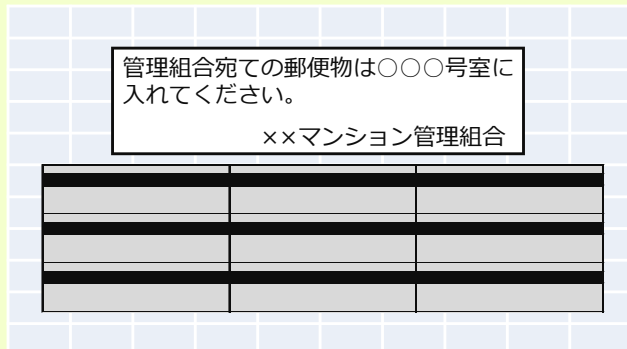 管理組合宛ての郵便物は○○○号室に
入れてください。
××マンション管理組合